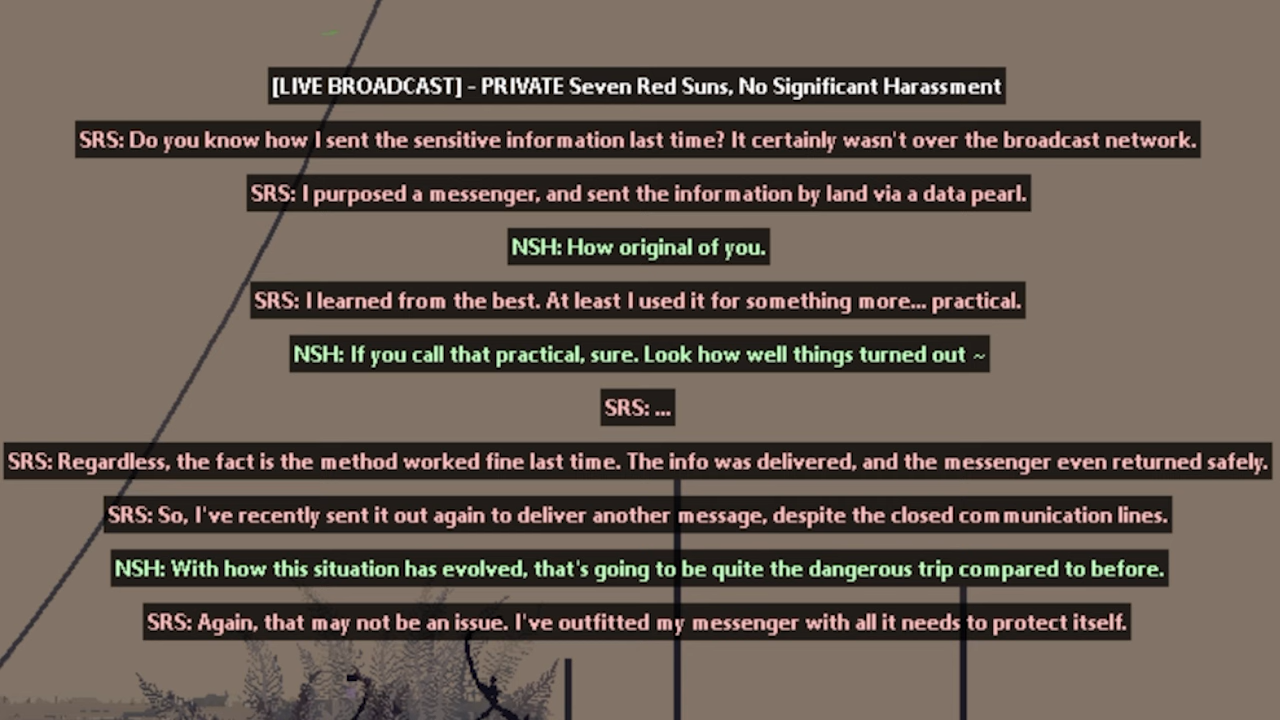 [LIVE BROADCAST] - PRIVATE Seven Red Suns, No Significant Harassment
SRS: Do you know how I sent the sensitive information last time? It certainly wasn't over the broadcast network.
SRS: I purposed a messenger, and sent the information by land via a data pearl.
NSH: How original of you.
SRS: I learned from the best. At least I used it for something more... practical.
NSH: If you call that practical, sure. Look how well things turned out ~
SRS: ...
SRS: Regardless, the fact is the method worked fine last time. The info was delivered, and the messenger even returned safely.
SRS: So, I've recently sent it out again to deliver another message, despite the closed communication lines.
NSH: With how this situation has evolved, that's going to be quite the dangerous trip compared to before.
SRS: Again, that may not be an issue. I've outfitted my messenger with all it needs to protect itself.